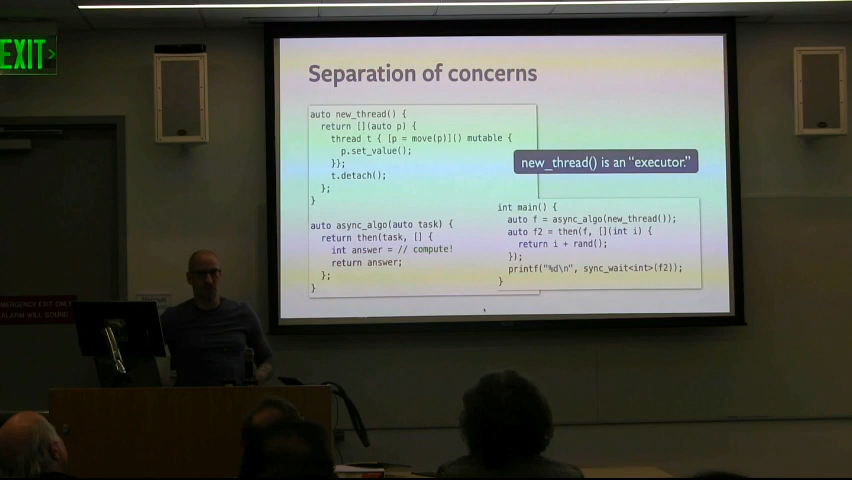 EXIT
Separation of concerns
auto new_thread() {
return [](auto p) {
thread t { [p = move(p)]() mutable {
p.set_value();
}};
t.detach();
};
}
new_thread() is an “executor.”
auto async_algo(auto task) {
return then(task, [] {
int answer = // compute!
return answer;
};
}
int main() {
auto f = async_algo(new_thread());
auto f2 = then(f, [](int i) {
return i + rand();
});
printf("%d\n", sync_wait<int>(f2));
}
EMERGENCY EXIT ONLY
ALARM WILL SOUND